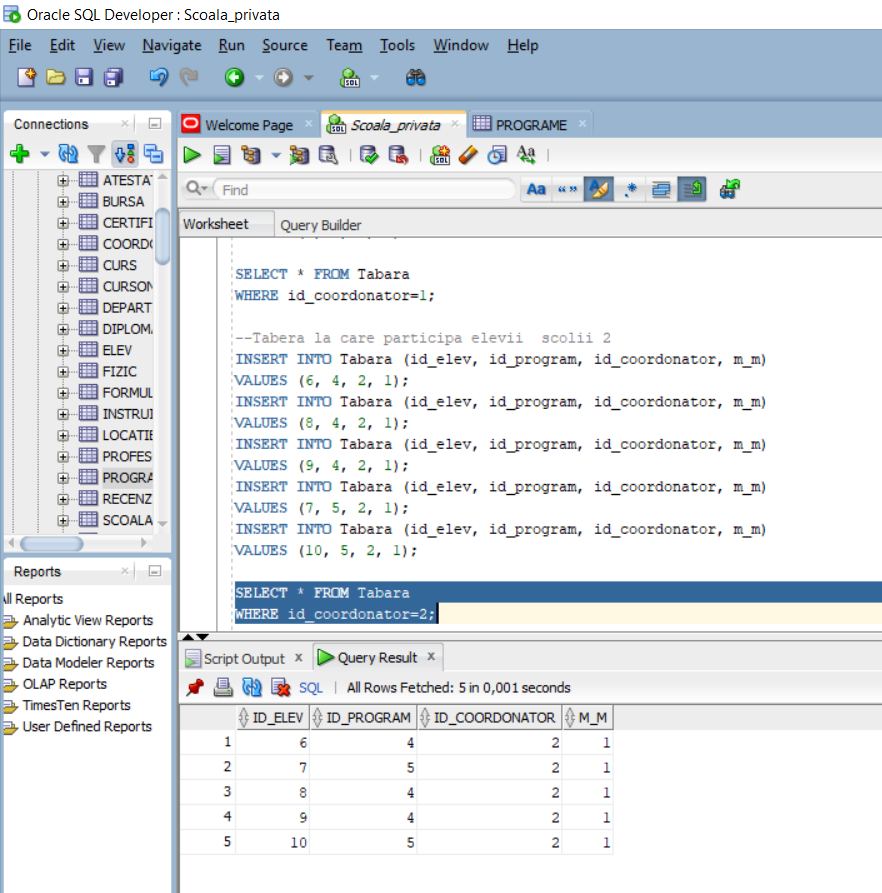 Oracle SQL Developer : Scoala_privata
File Edit View Navigate Run Source Team Tools Window Help
SQL
Connections
Welcome Page Scoala_privata PROGRAME
Find
Aa
Worksheet Query Builder
ATESTAT
BURSA
CERTIFI
COORDO
CURS
CURSON
DEPART
DIPLOM
ELEV
FIZIC
FORMUL
INSTRUI
LOCATIE
PROFES
PROGRA
RECENZ
SCOALA
SELECT * FROM Tabara
WHERE id_coordonator=1;
--Tabera la care participa elevii  scolii 2
INSERT INTO Tabara (id_elev, id_program, id_coordonator, m_m)
VALUES (6, 4, 2, 1);
INSERT INTO Tabara (id_elev, id_program, id_coordonator, m_m)
VALUES (8, 4, 2, 1);
INSERT INTO Tabara (id_elev, id_program, id_coordonator, m_m)
VALUES (9, 4, 2, 1);
INSERT INTO Tabara (id_elev, id_program, id_coordonator, m_m)
VALUES (7, 5, 2, 1);
INSERT INTO Tabara (id_elev, id_program, id_coordonator, m_m)
VALUES (10, 5, 2, 1);
SELECT * FROM Tabara
WHERE id_coordonator=2;
Reports
All Reports
Analytic View Reports
Data Dictionary Reports
Data Modeler Reports
OLAP Reports
TimesTen Reports
User Defined Reports
Script Output x Query Result x
SQL | All Rows Fetched: 5 in 0,001 seconds
ID_ELEV ID_PROGRAM ID_COORDONATOR M_M
1 6 4 2 1
2 7 5 2 1
3 8 4 2 1
4 9 4 2 1
5 10 5 2 1